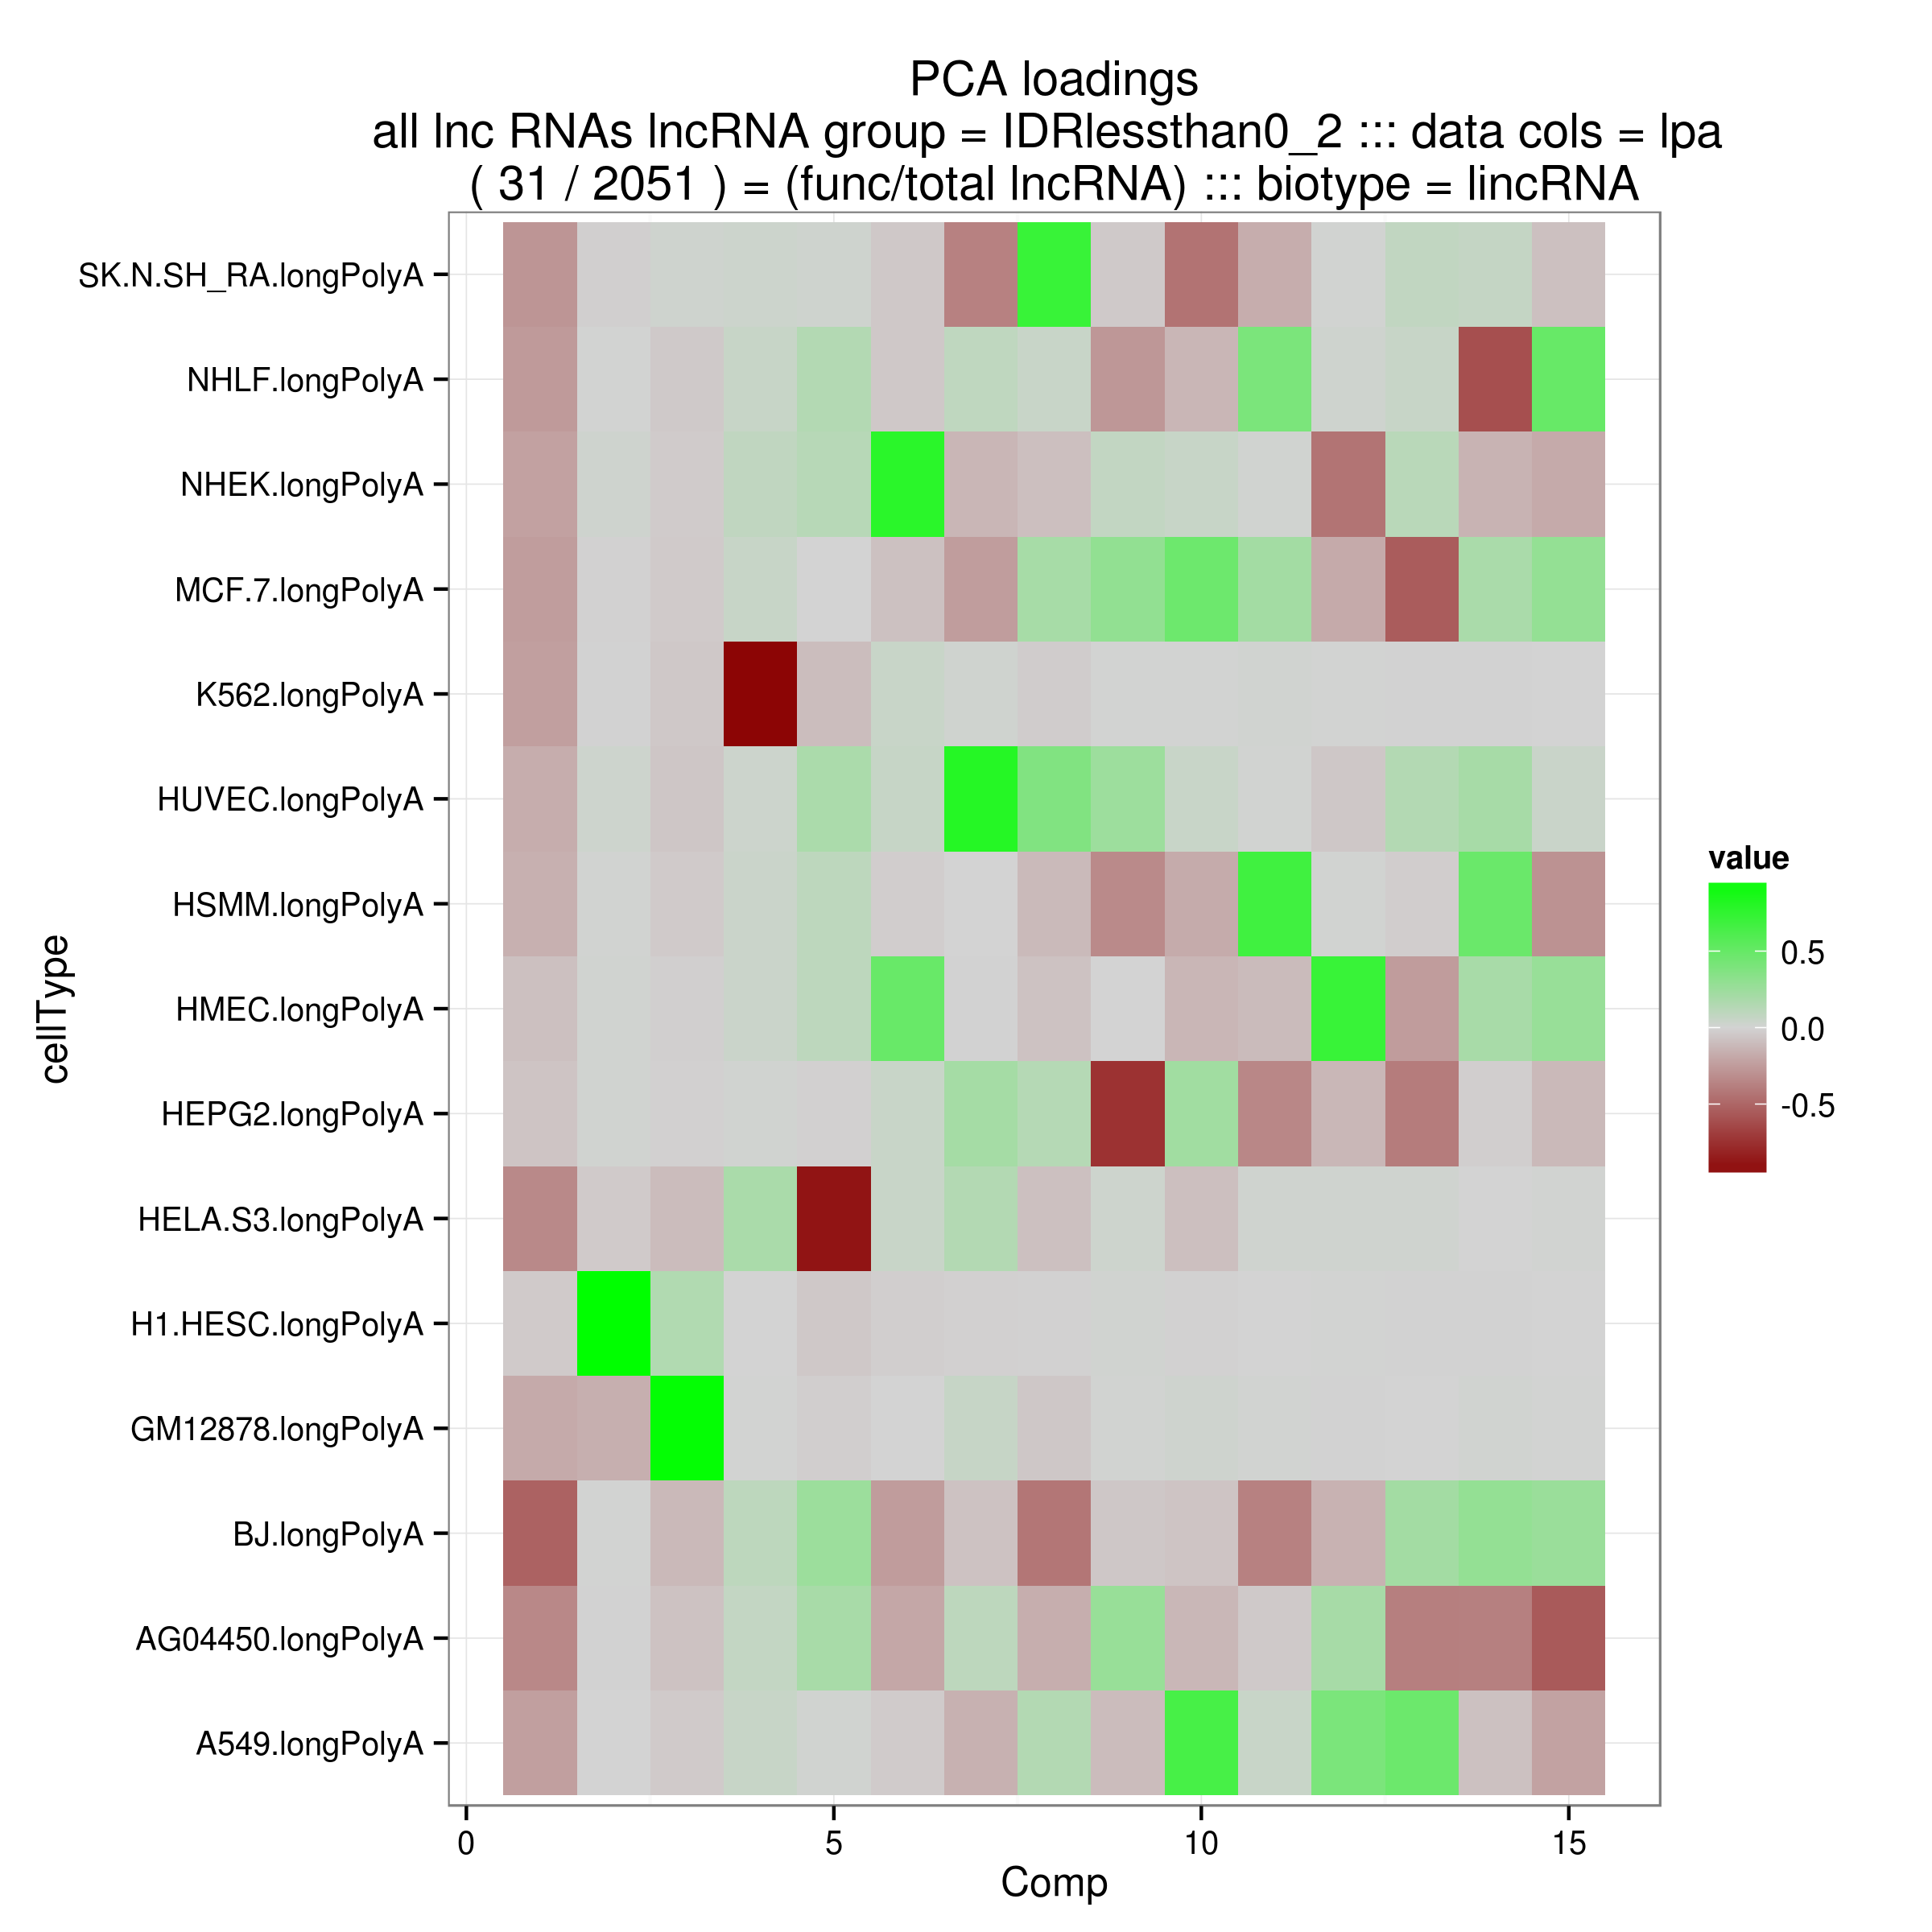 PCA loadings
all lnc RNAs lncRNA group = IDRlessthan0_2 ::: data cols = lpa
( 31 / 2051 ) = (func/total lncRNA) ::: biotype = lincRNA
cellType
SK.N.SH_RA.longPolyA
NHLF.longPolyA
NHEK.longPolyA
MCF.7.longPolyA
K562.longPolyA
HUVEC.longPolyA
HSMM.longPolyA
HMEC.longPolyA
HEPG2.longPolyA
HELA.S3.longPolyA
H1.HESC.longPolyA
GM12878.longPolyA
BJ.longPolyA
AG04450.longPolyA
A549.longPolyA
0 5 10 15
Comp
value
0.5
0.0
-0.5